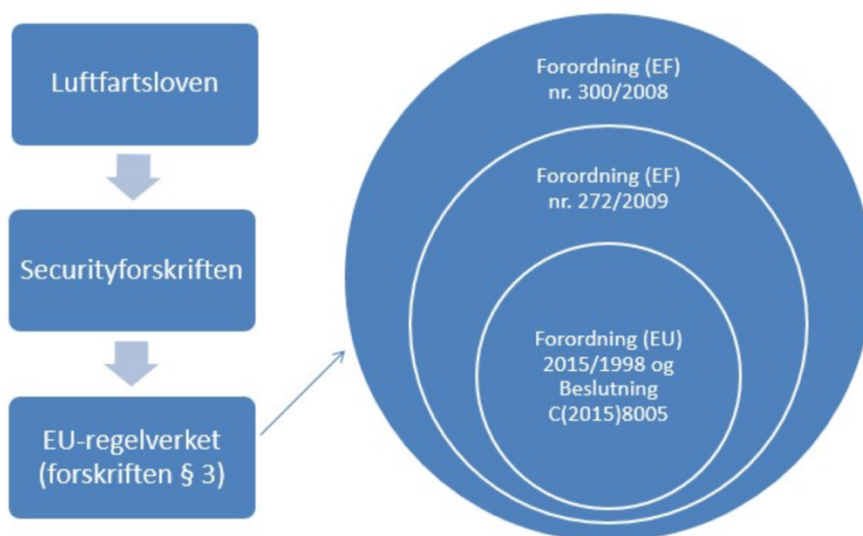 Luftfartsloven
Securityforskriften
EU-regelverket
(forskriften § 3)
Forordning (EF)
nr. 300/2008
Forordning (EF)
nr. 272/2009
Forordning (EU)
2015/1998 og
Beslutning
C(2015)8005